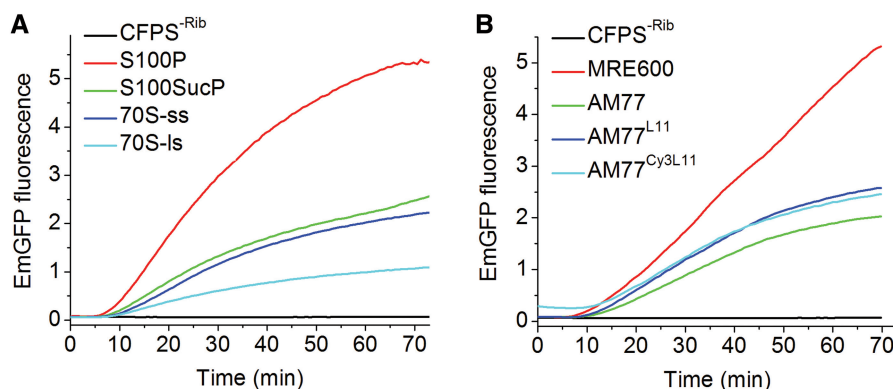 A
CFPS-Rib
S100P
S100SucP
70S-ss
70S-ls
EmGFP fluorescence
5
4
3
2
1
0
0 10 20 30 40 50 60 70
Time (min)
B
CFPS-Rib
MRE600
AM77
AM77L11
AM77Cy3L11
EmGFP fluorescence
5
4
3
2
1
0
0 10 20 30 40 50 60 70
Time (min)